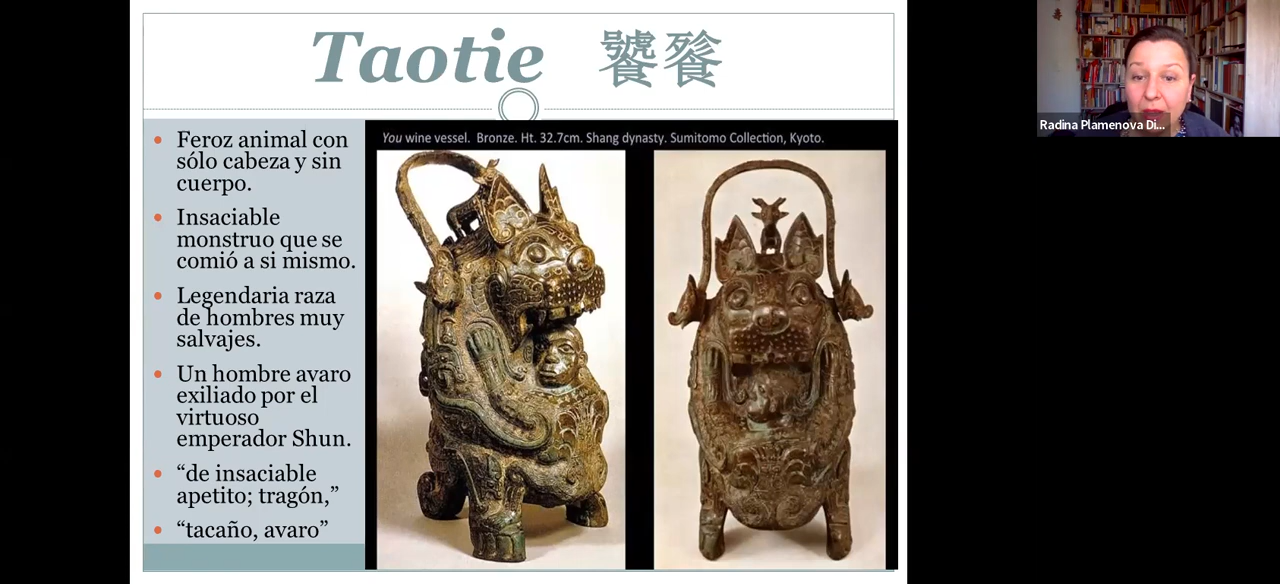 Taotie 饕餮
You wine vessel. Bronze. Ht. 32.7cm. Shang dynasty. Sumitomo Collection, Kyoto.
Feroz animal con
sólo cabeza y sin
cuerpo.
Insaciable
monstruo que se
comió a si mismo.
Legendaria raza
de hombres muy
salvajes.
Un hombre avaro
exiliado por el
virtuoso
emperador Shun.
“de insaciable
apetito; tragón,”
“tacaño, avaro”
Radina Plamenova Di...